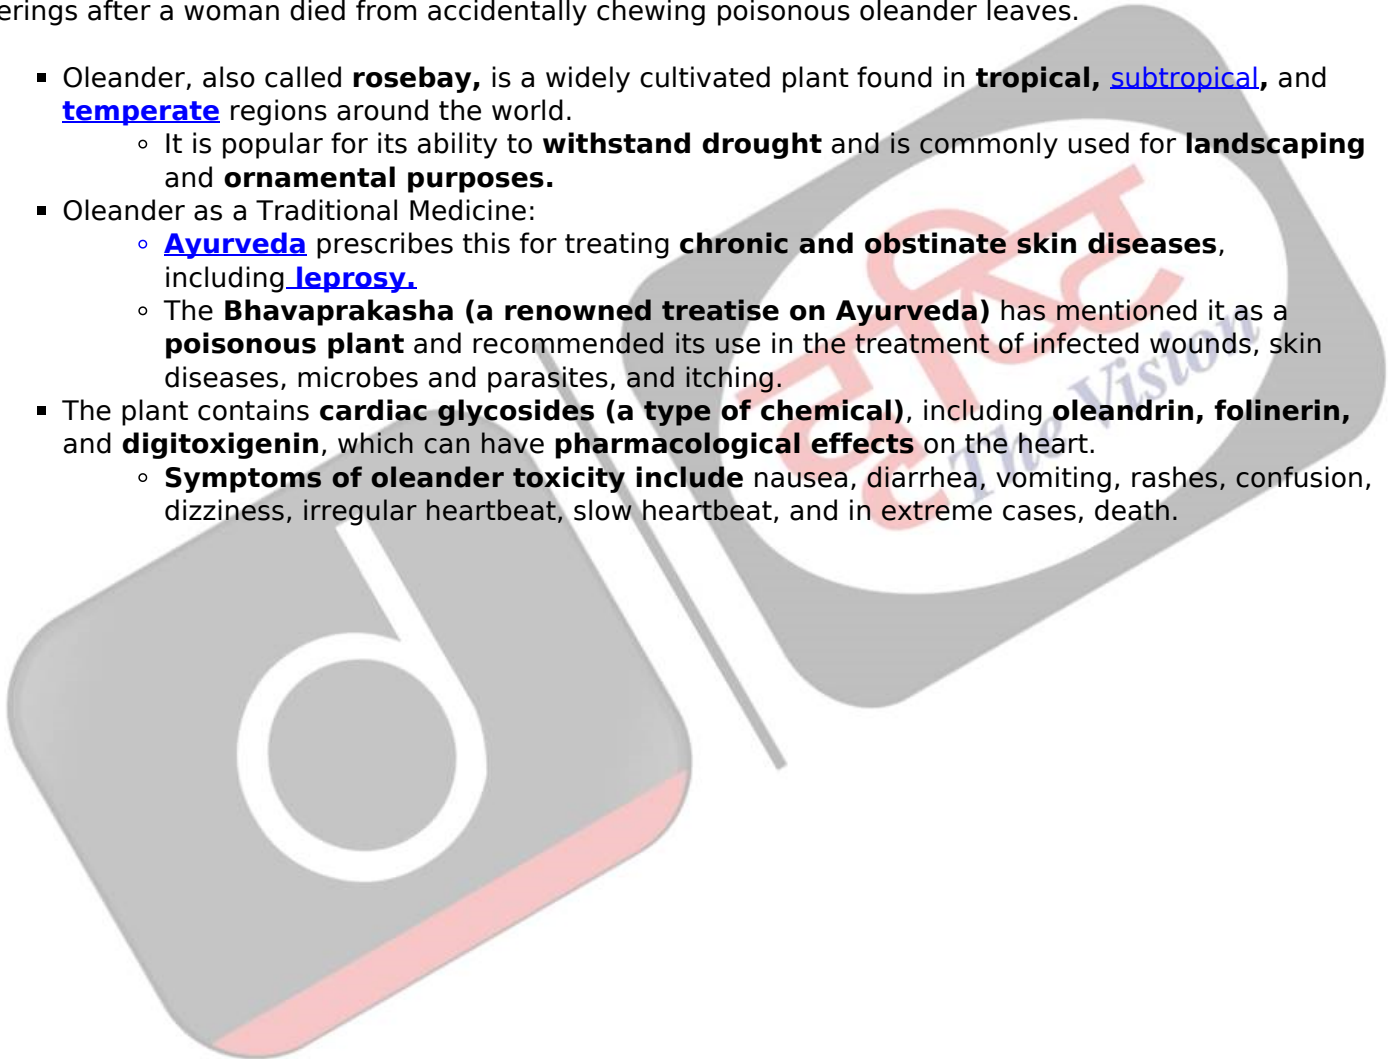 erings after a woman died from accidentally chewing poisonous oleander leaves.
▪ Oleander, also called rosebay, is a widely cultivated plant found in tropical, subtropical, and
temperate regions around the world.
◦ It is popular for its ability to withstand drought and is commonly used for landscaping
and ornamental purposes.
▪ Oleander as a Traditional Medicine:
◦ Ayurveda prescribes this for treating chronic and obstinate skin diseases,
including leprosy.
◦ The Bhavaprakasha (a renowned treatise on Ayurveda) has mentioned it as a
poisonous plant and recommended its use in the treatment of infected wounds, skin
diseases, microbes and parasites, and itching.
▪ The plant contains cardiac glycosides (a type of chemical), including oleandrin, folinerin,
and digitoxigenin, which can have pharmacological effects on the heart.
◦ Symptoms of oleander toxicity include nausea, diarrhea, vomiting, rashes, confusion,
dizziness, irregular heartbeat, slow heartbeat, and in extreme cases, death.
d
दृष्टि
The Vision